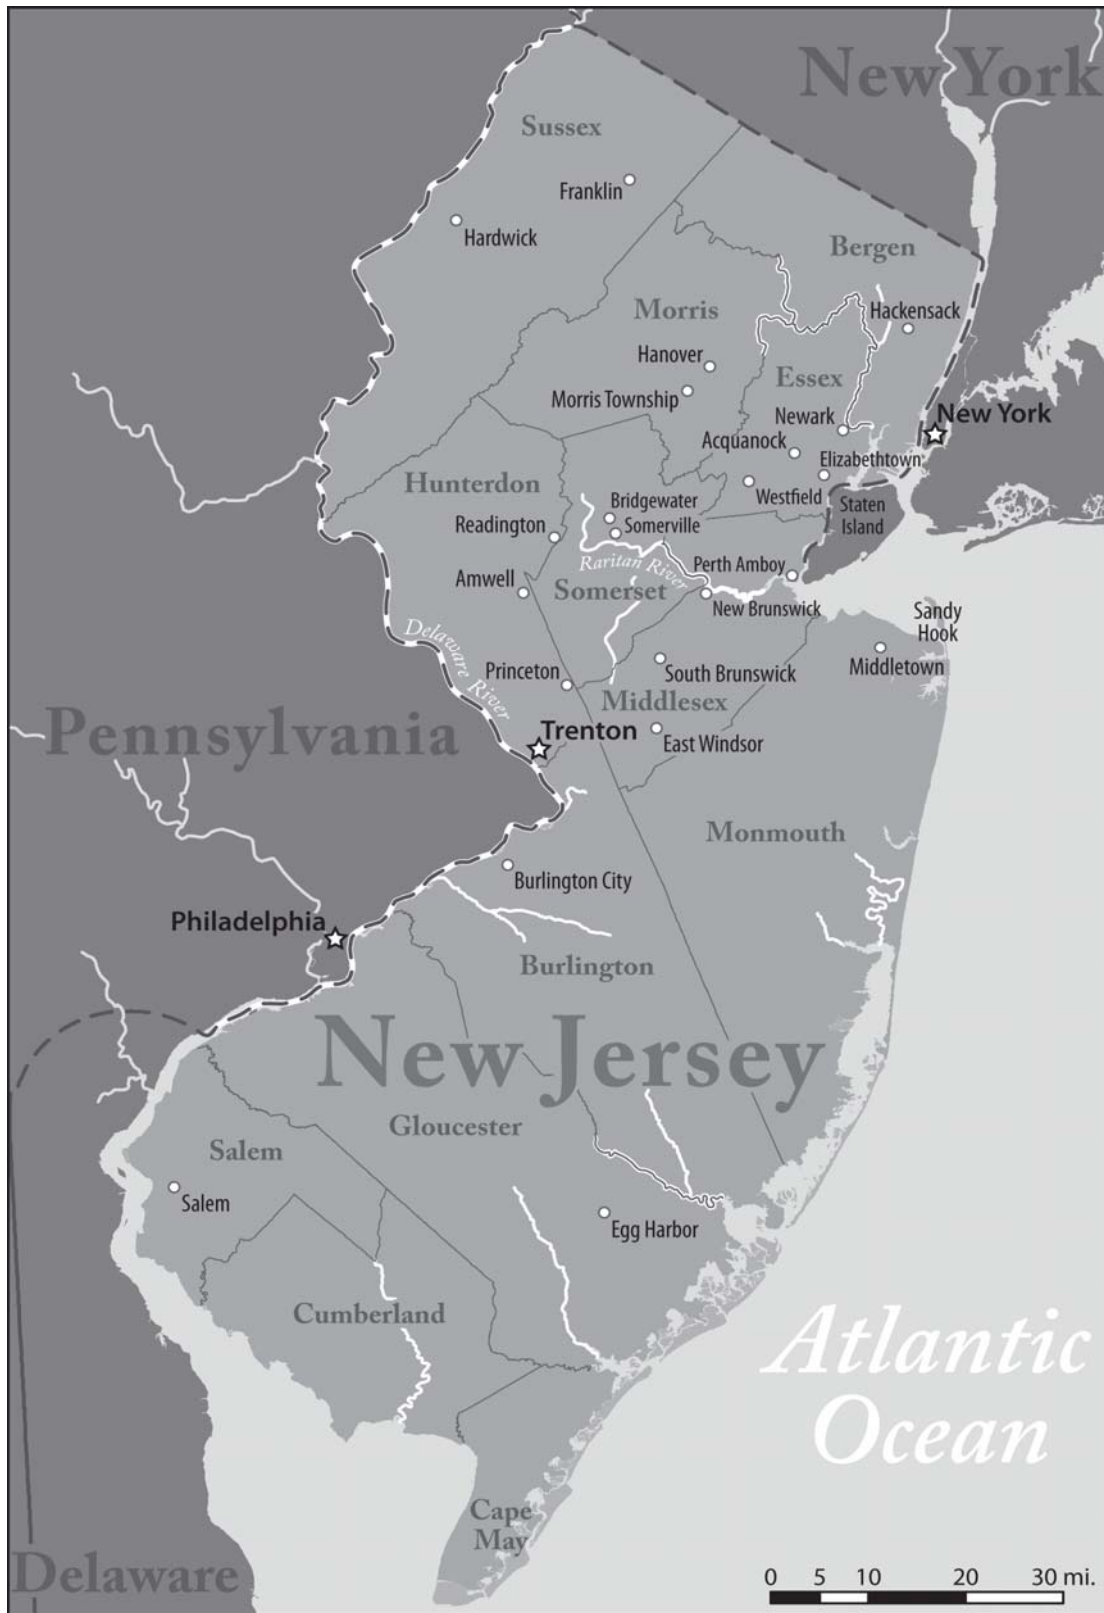 New York
Sussex
Franklin
Hardwick
Bergen
Morris
Hackensack
Hanover
Essex
Morris Township
Newark
New York
Acquanock
Elizabethtown
Hunterdon
Westfield
Staten
Island
Bridgewater
Readington
Somerville
Raritan River
Perth Amboy
Amwell
Somerset
New Brunswick
Sandy
Hook
Delaware River
Princeton
South Brunswick
Middletown
Middlesex
Pennsylvania
Trenton
East Windsor
Monmouth
Burlington City
Philadelphia
Burlington
New Jersey
Gloucester
Salem
Salem
Egg Harbor
Cumberland
Atlantic
Ocean
Cape
May
Delaware
0 5 10 20 30 mi.